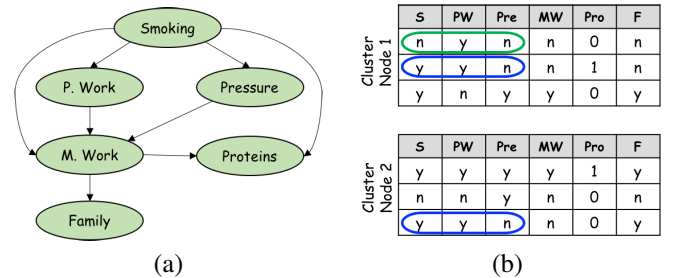 Smoking
P. Work Pressure
M. Work Proteins
Family
(a)
Cluster
Node 1
S PW Pre MW Pro F
n y n n 0 n
y y n n 1 n
y n y y 0 y
Cluster
Node 2
S PW Pre MW Pro F
y y y y 1 y
n n y n 0 n
y y n n 0 y
(b)